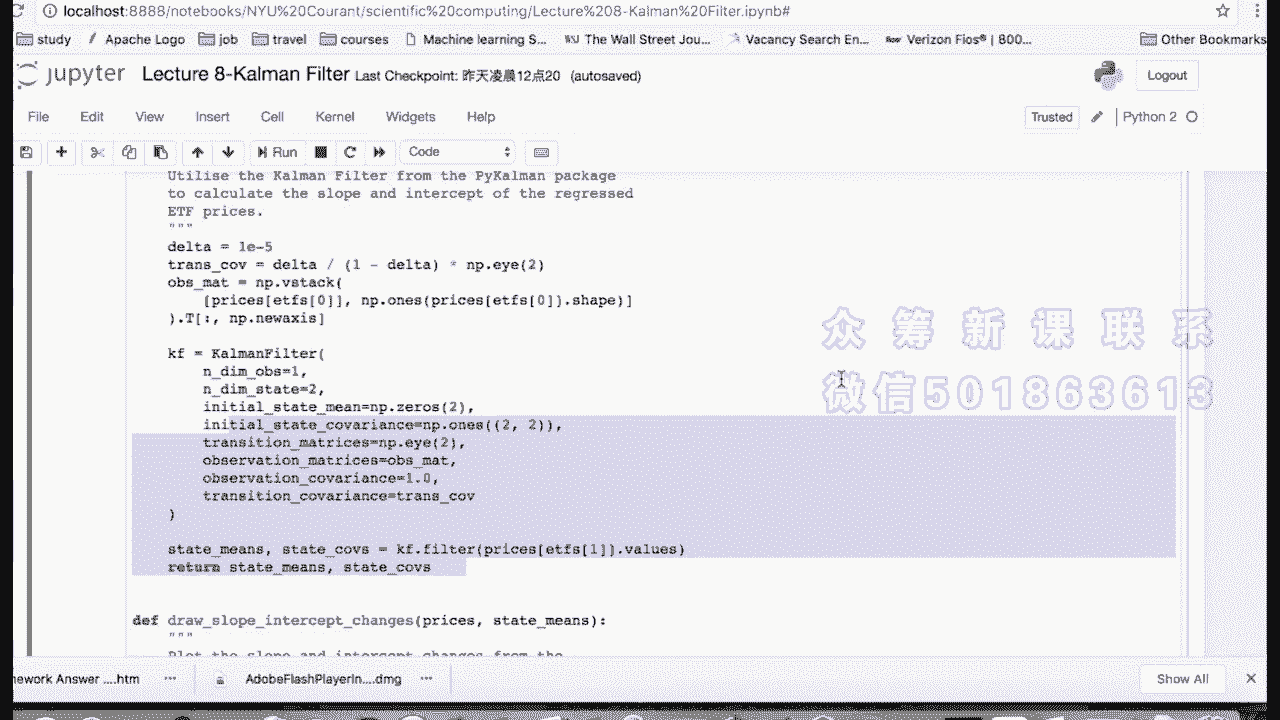 localhost:8888/notebooks/NYU%20Courant/scientific%20computing/Lecture%208-Kalman%20Filter.ipynb#
study Apache Logo job travel courses Machine learning S... WSJ The Wall Street Jou... Vacancy Search En... Verizon Fios® | 800... Other Bookmarks
jupyter Lecture 8-Kalman Filter Last Checkpoint: 昨天凌晨12点20 (autosaved) Logout
File Edit View Insert Cell Kernel Widgets Help Trusted Python 2
Run Code
Utilise the Kalman Filter from the PyKalman package
to calculate the slope and intercept of the regressed
ETF prices.
"""
delta = 1e-5
trans_cov = delta / (1 - delta) * np.eye(2)
obs_mat = np.vstack(
[prices[etfs[0]], np.ones(prices[etfs[0]].shape)]
).T[:, np.newaxis]
kf = KalmanFilter(
n_dim_obs=1,
n_dim_state=2,
initial_state_mean=np.zeros(2),
initial_state_covariance=np.ones((2, 2)),
transition_matrices=np.eye(2),
observation_matrices=obs_mat,
observation_covariance=1.0,
transition_covariance=trans_cov
)
state_means, state_covs = kf.filter(prices[etfs[1]].values)
return state_means, state_covs
def draw_slope_intercept_changes(prices, state_means):
"""
Plot the slope and intercept changes from the
众筹新课联系
微信501863613
ework Answer ....htm AdobeFlashPlayerIn....dmg Show All